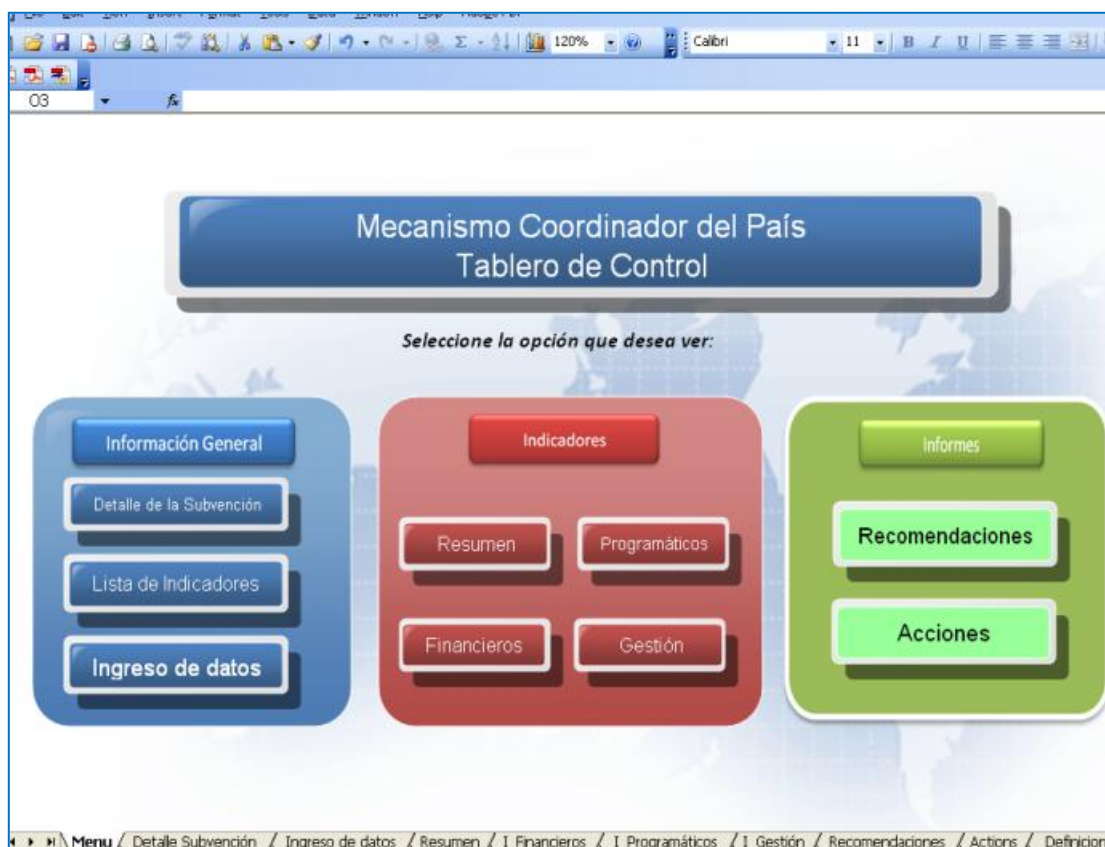 120%
Calibri
11
B I U
O3
fx
Mecanismo Coordinador del País
Tablero de Control
Seleccione la opción que desea ver:
Información General
Detalle de la Subvención
Lista de Indicadores
Ingreso de datos
Indicadores
Resumen
Programáticos
Financieros
Gestión
Informes
Recomendaciones
Acciones
Menu / Detalle Subvención / Ingreso de datos / Resumen / I Financieros / I Programáticos / I Gestión / Recomendaciones / Actions / Definicion